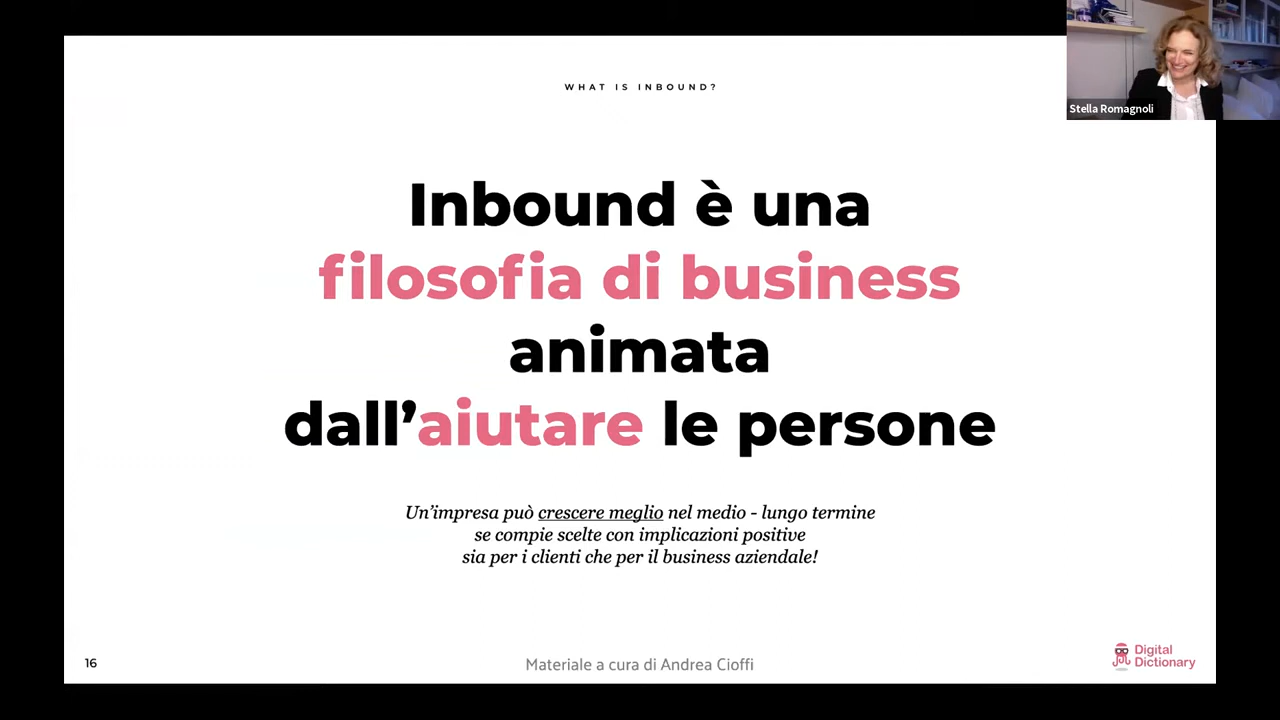 WHAT IS INBOUND?
Stella Romagnoli
Inbound è una
filosofia di business
animata
dall’aiutare le persone
Un’impresa può crescere meglio nel medio - lungo termine
se compie scelte con implicazioni positive
sia per i clienti che per il business aziendale!
16
Materiale a cura di Andrea Cioffi
Digital
Dictionary